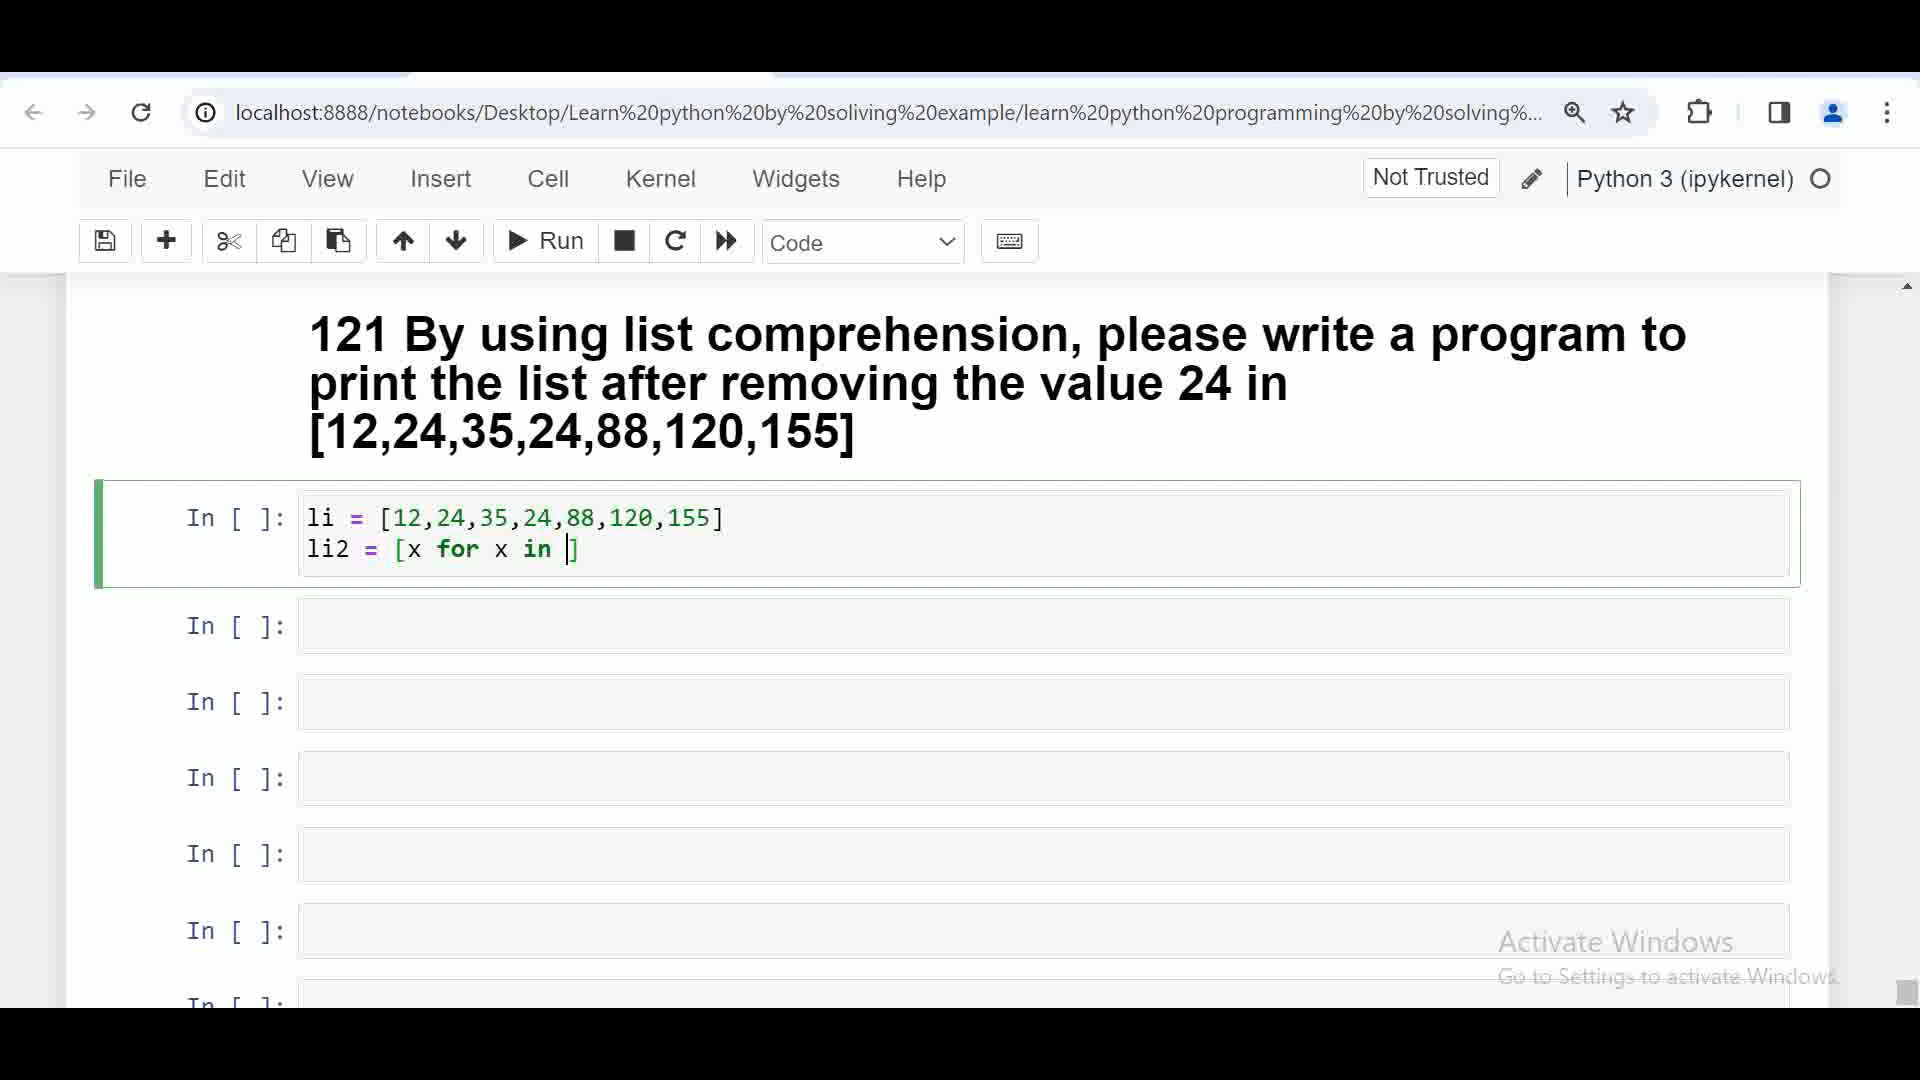 localhost:8888/notebooks/Desktop/Learn%20python%20by%20soliving%20example/learn%20python%20programming%20by%20solving%...
File Edit View Insert Cell Kernel Widgets Help Not Trusted Python 3 (ipykernel)
Run Code
121 By using list comprehension, please write a program to
print the list after removing the value 24 in
[12,24,35,24,88,120,155]
In [ ]: li = [12,24,35,24,88,120,155]
li2 = [x for x in ]
In [ ]:
In [ ]:
In [ ]:
In [ ]:
In [ ]:
In [ ]:
Activate Windows
Go to Settings to activate Windows.